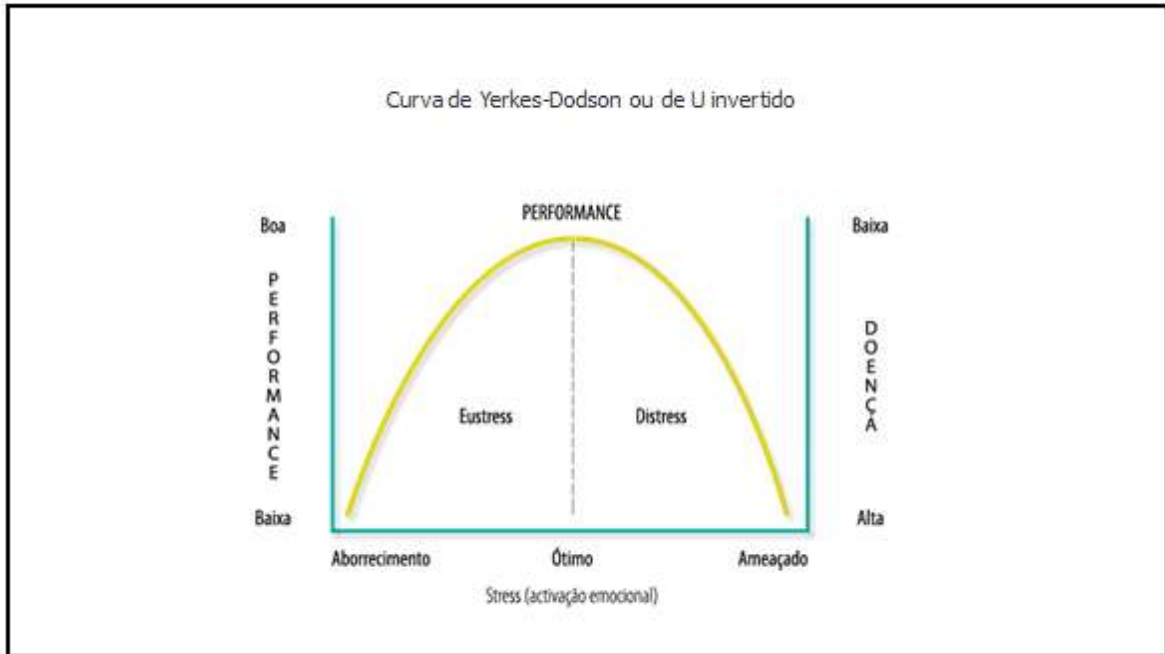 Curva de Yerkes-Dodson ou de U invertido
PERFORMANCE
Boa
Baixa
PERFORMANCE
DOENÇA
Eustress
Distress
Baixa
Alta
Aborrecimento
Ótimo
Ameaçado
Stress (activação emocional)